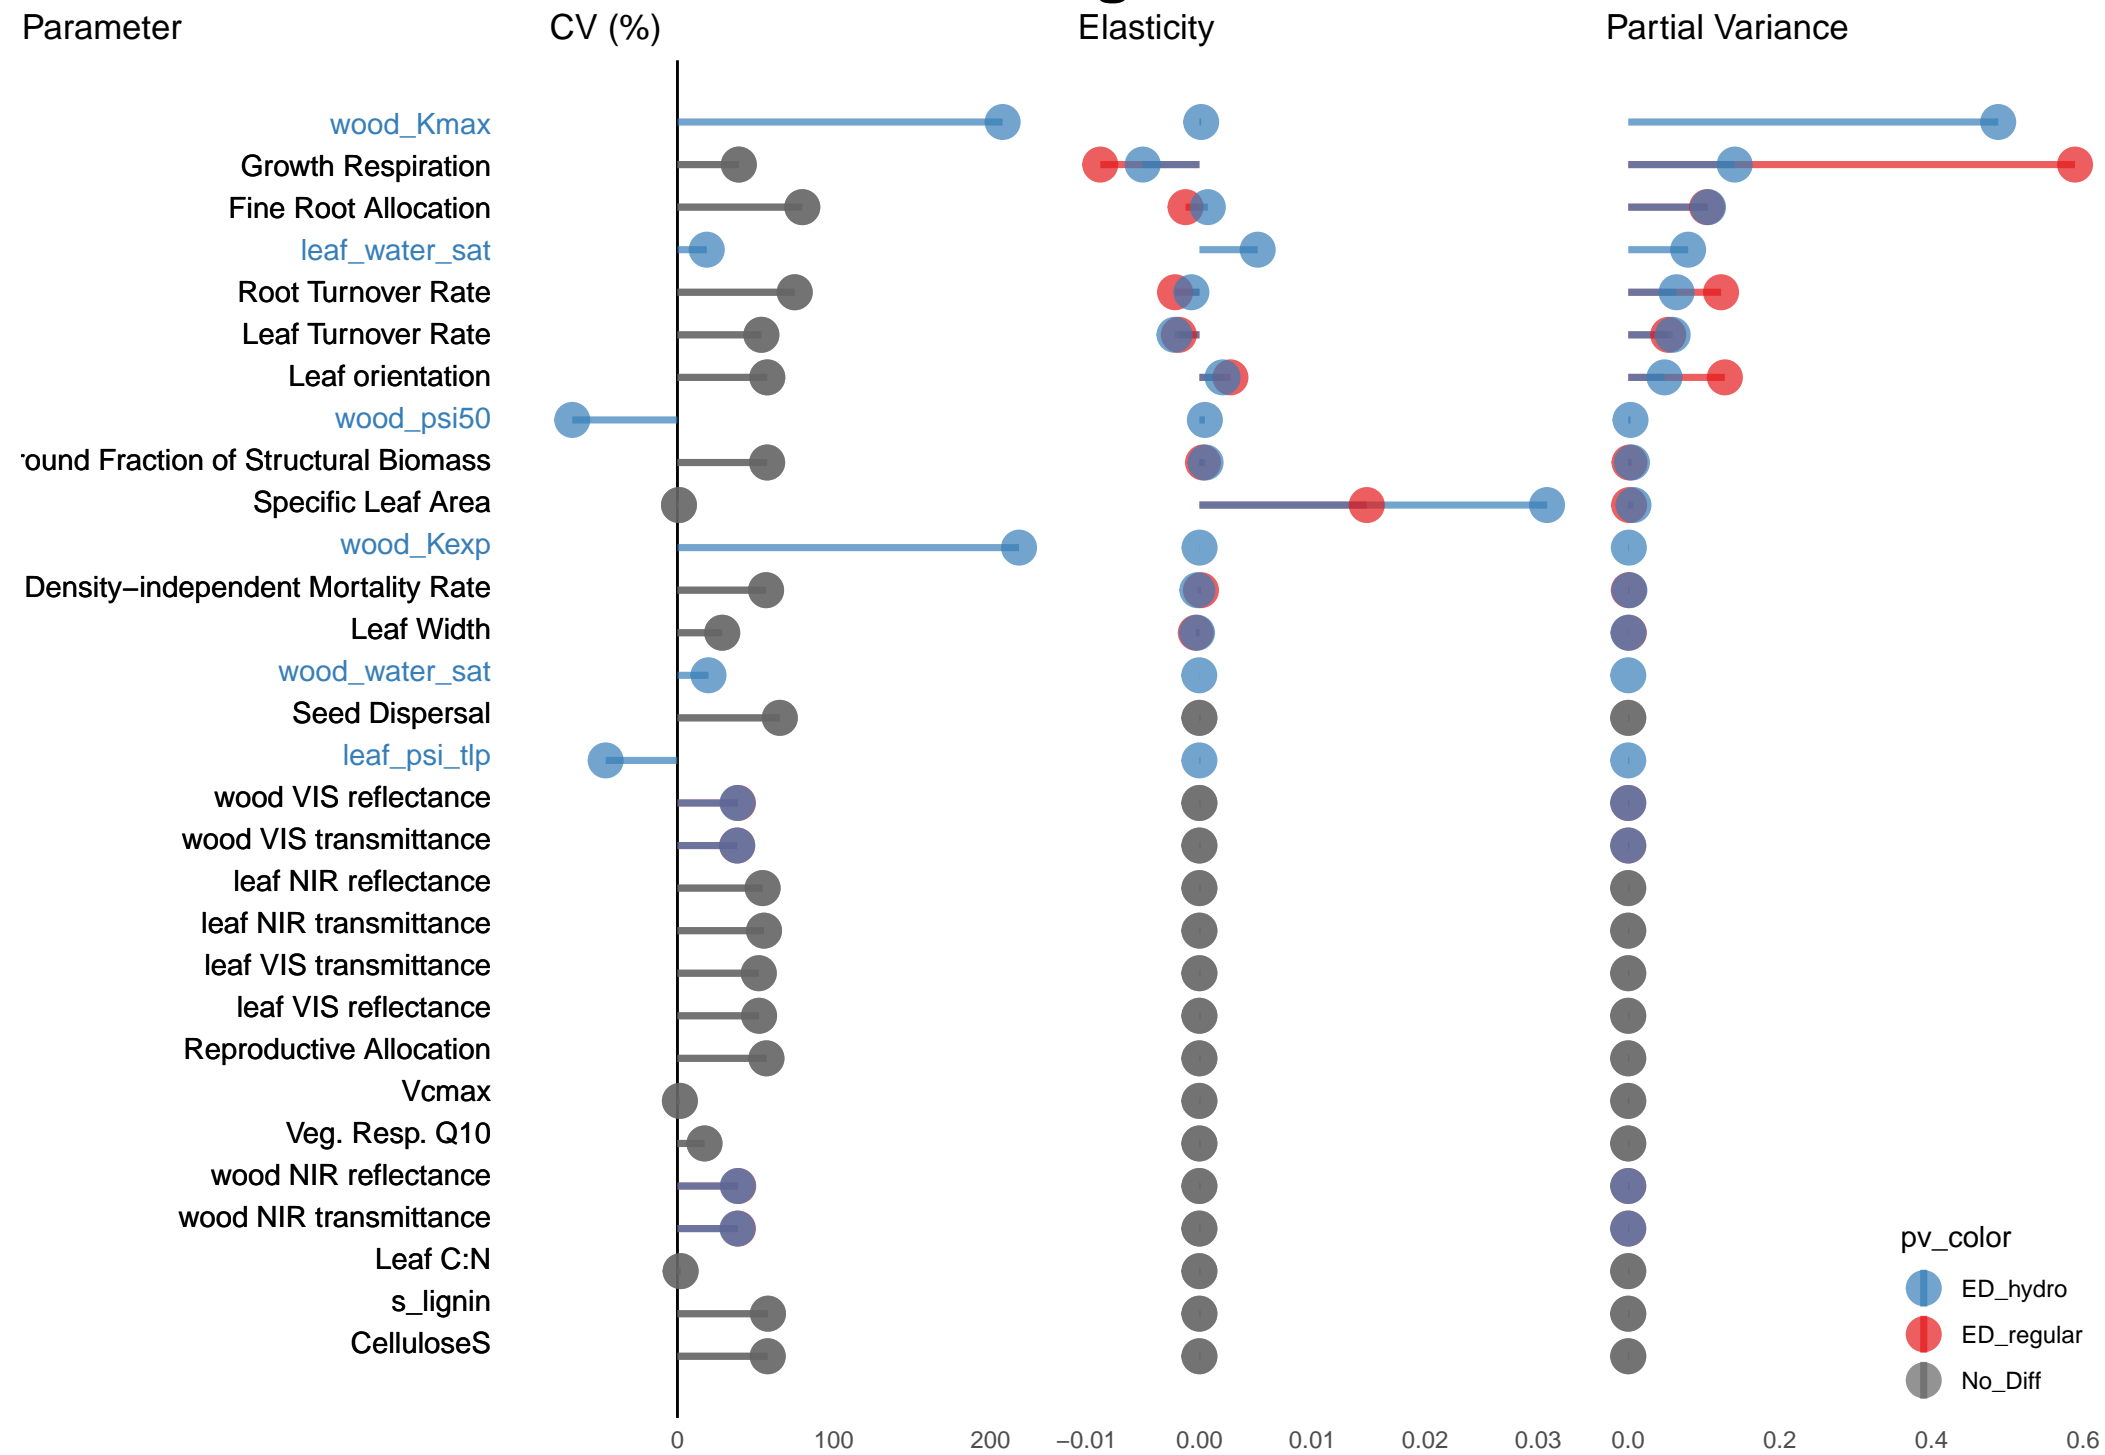 Parameter CV (%) Elasticity Partial Variance
wood_Kmax
Growth Respiration
Fine Root Allocation
leaf_water_sat
Root Turnover Rate
Leaf Turnover Rate
Leaf orientation
wood_psi50
round Fraction of Structural Biomass
Specific Leaf Area
wood_Kexp
Density−independent Mortality Rate
Leaf Width
wood_water_sat
Seed Dispersal
leaf_psi_tlp
wood VIS reflectance
wood VIS transmittance
leaf NIR reflectance
leaf NIR transmittance
leaf VIS transmittance
leaf VIS reflectance
Reproductive Allocation
Vcmax
Veg. Resp. Q10
wood NIR reflectance
wood NIR transmittance
Leaf C:N
s_lignin
CelluloseS
pv_color
ED_hydro
ED_regular
No_Diff
0 100 200 −0.01 0.00 0.01 0.02 0.03 0.0 0.2 0.4 0.6